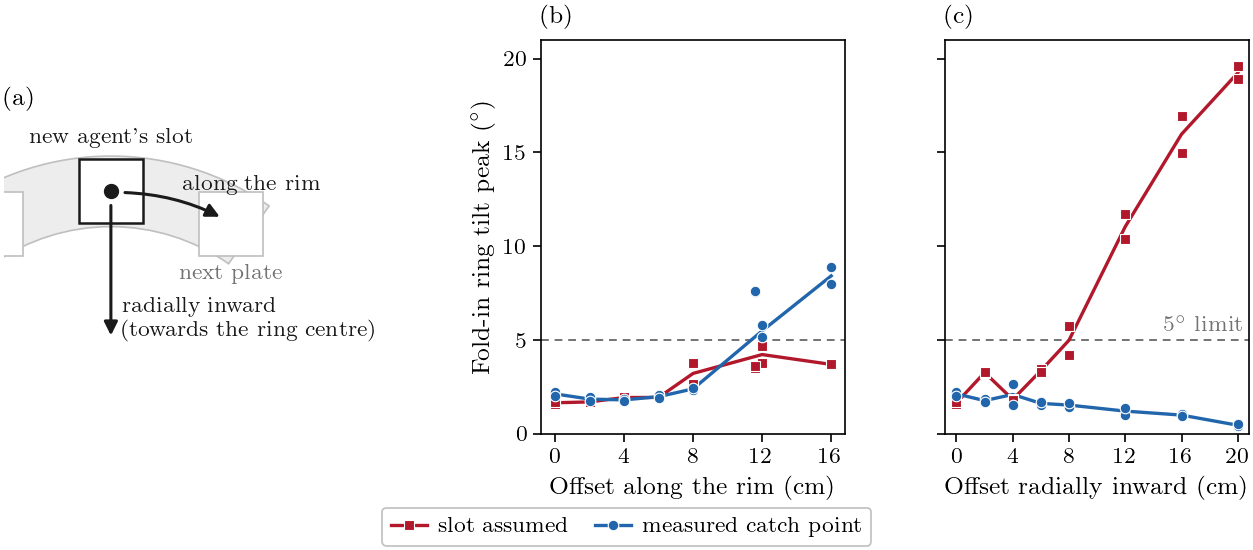 (a)
new agent's slot
along the rim
next plate
radially inward
(towards the ring centre)
(b)
Fold-in ring tilt peak (°)
20
15
10
5
0
0 4 8 12 16
Offset along the rim (cm)
(c)
5° limit
0 4 8 12 16 20
Offset radially inward (cm)
slot assumed
measured catch point